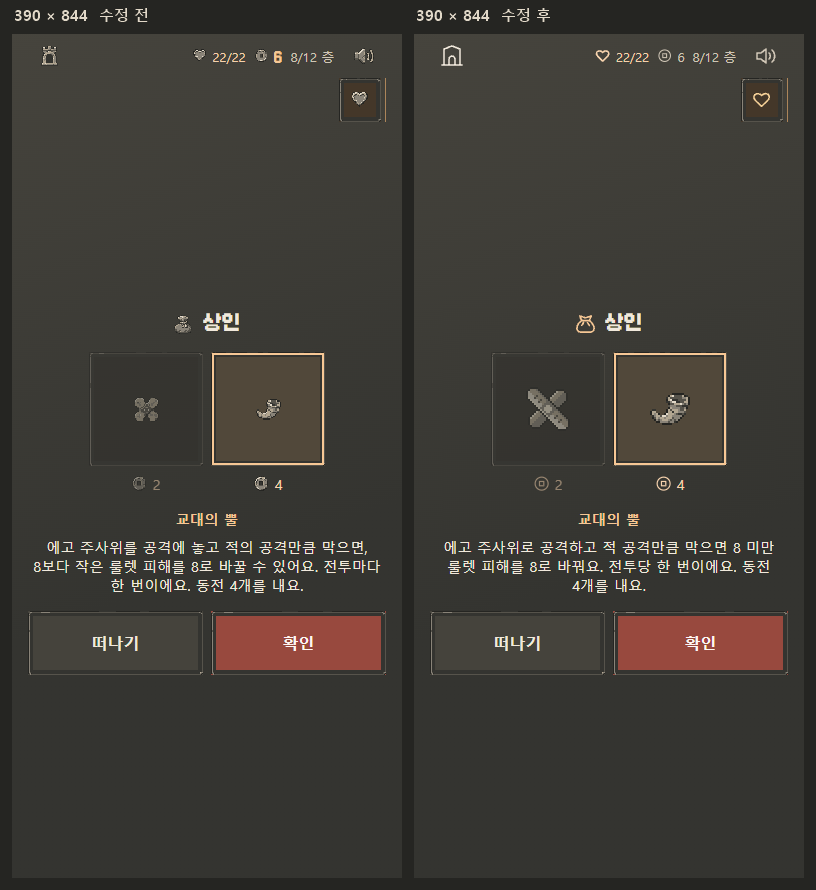 390 × 844 수정 전
22/22 6 8/12 층
상인
2 4
교대의 뿔
에고 주사위를 공격에 놓고 적의 공격만큼 막으면,
8보다 작은 룰렛 피해를 8로 바꿀 수 있어요. 전투마다
한 번이에요. 동전 4개를 내요.
떠나기 확인
390 × 844 수정 후
22/22 6 8/12 층
상인
2 4
교대의 뿔
에고 주사위로 공격하고 적 공격만큼 막으면 8 미만
룰렛 피해를 8로 바꿔요. 전투당 한 번이에요. 동전
4개를 내요.
떠나기 확인